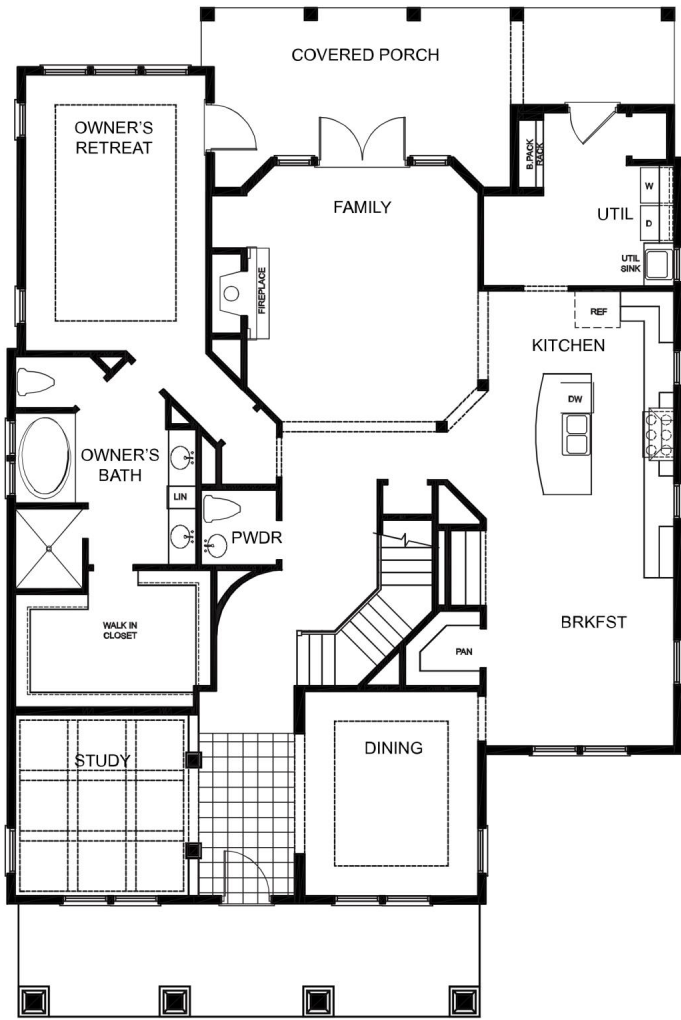 COVERED PORCH
OWNER'S
RETREAT
B.PACK
RACK
W
FAMILY
UTIL
D
UTIL
SINK
FIREPLACE
REF
KITCHEN
DW
OWNER'S
BATH
LIN
PWDR
WALK IN
CLOSET
BRKFST
PAN
STUDY
DINING